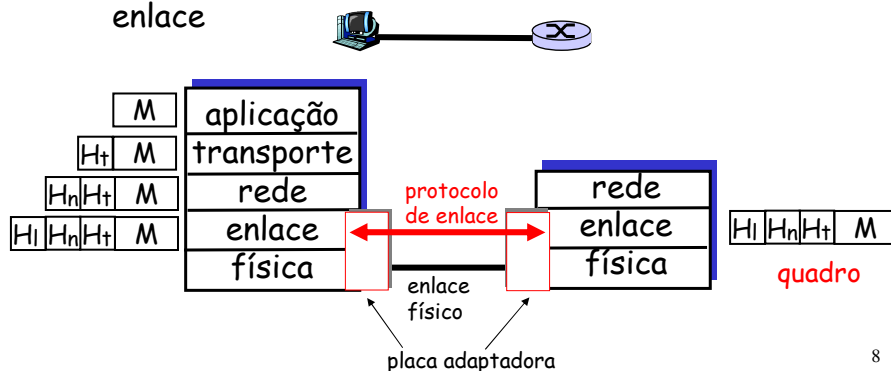 enlace
M
aplicação
Ht M
transporte
Hn Ht M
rede
Hl Hn Ht M
enlace
física
protocolo
de enlace
enlace
físico
rede
enlace
física
Hl Hn Ht M
quadro
placa adaptadora
8